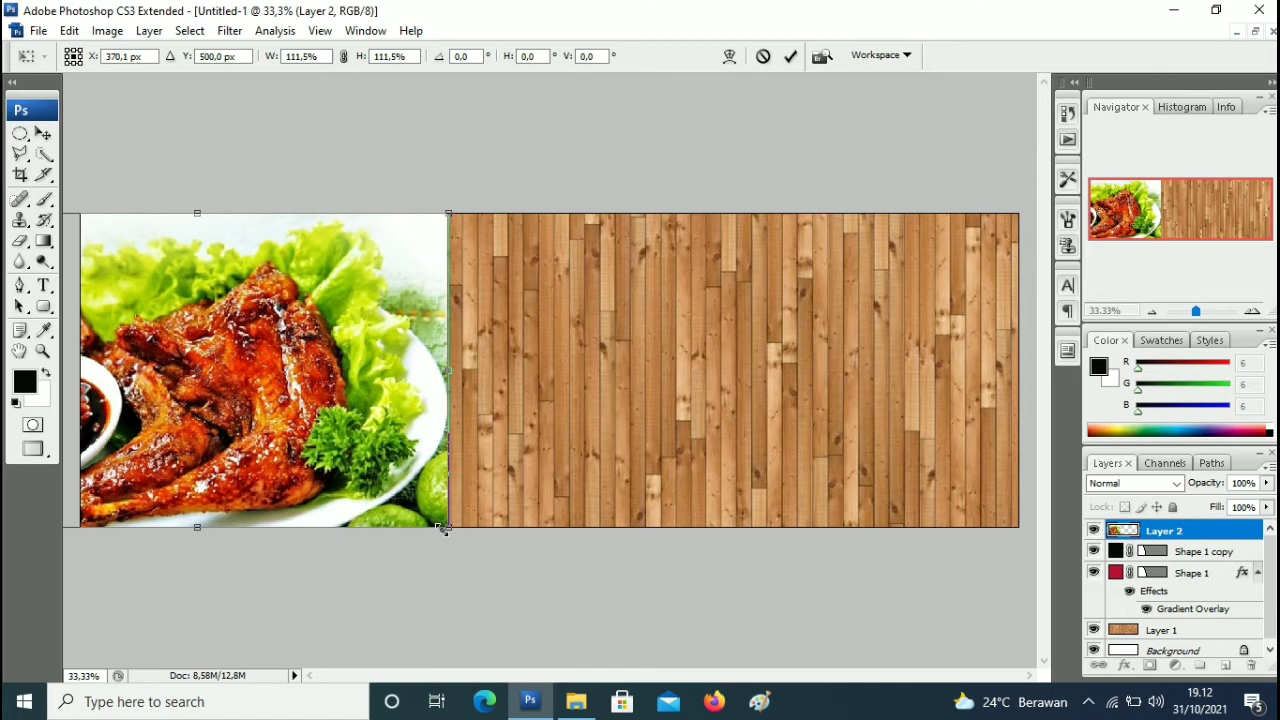 Adobe Photoshop CS3 Extended - [Untitled-1 @ 33,3% (Layer 2, RGB/8)]
File Edit Image Layer Select Filter Analysis View Window Help
X: 370,1 px Y: 500,0 px W: 111,5% H: 111,5% 0,0 ° H: 0,0 ° V: 0,0 ° Workspace
Ps
Navigator Histogram Info
33.33%
Color Swatches Styles
R 6
G 6
B 6
Layers Channels Paths
Normal Opacity: 100%
Lock: Fill: 100%
Layer 2
Shape 1 copy
Shape 1 fx
Effects
Gradient Overlay
Layer 1
Background
33,33% Doc: 8,58M/12,8M
Type here to search
24°C Berawan
19.12
31/10/2021
5